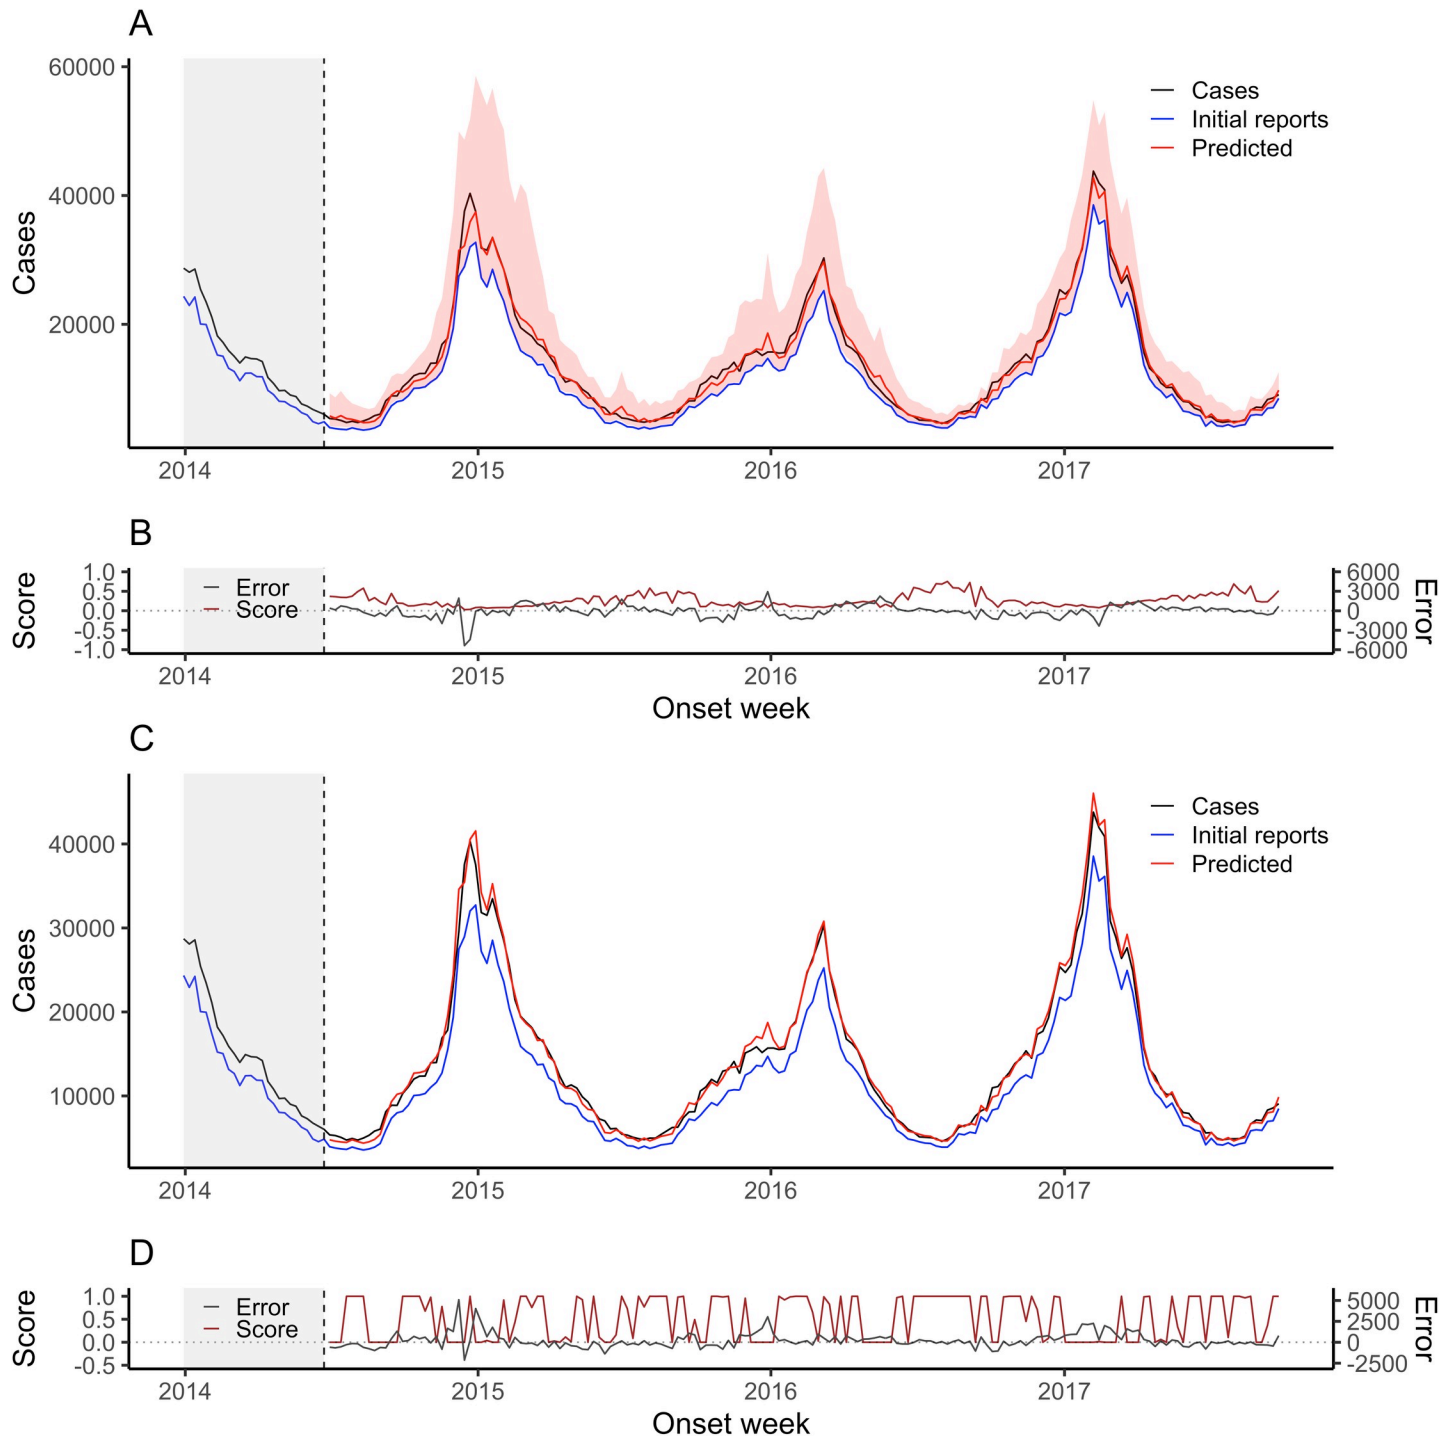 A
60000
40000
20000
Cases
Cases
Initial reports
Predicted
2014 2015 2016 2017
B
1.0
0.5
0.0
-0.5
-1.0
Score
Error
Score
6000
3000
0
-3000
-6000
Error
2014 2015 2016 2017
Onset week
C
40000
30000
20000
10000
Cases
Cases
Initial reports
Predicted
2014 2015 2016 2017
D
1.0
0.5
0.0
-0.5
Score
Error
Score
5000
2500
0
-2500
Error
2014 2015 2016 2017
Onset week